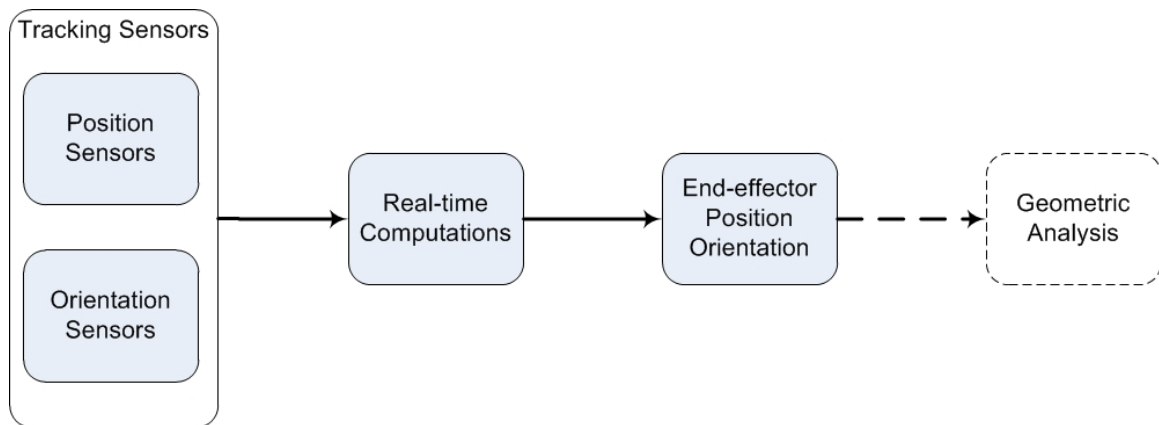 Tracking Sensors
Position
Sensors
Orientation
Sensors
Real-time
Computations
End-effector
Position
Orientation
Geometric
Analysis